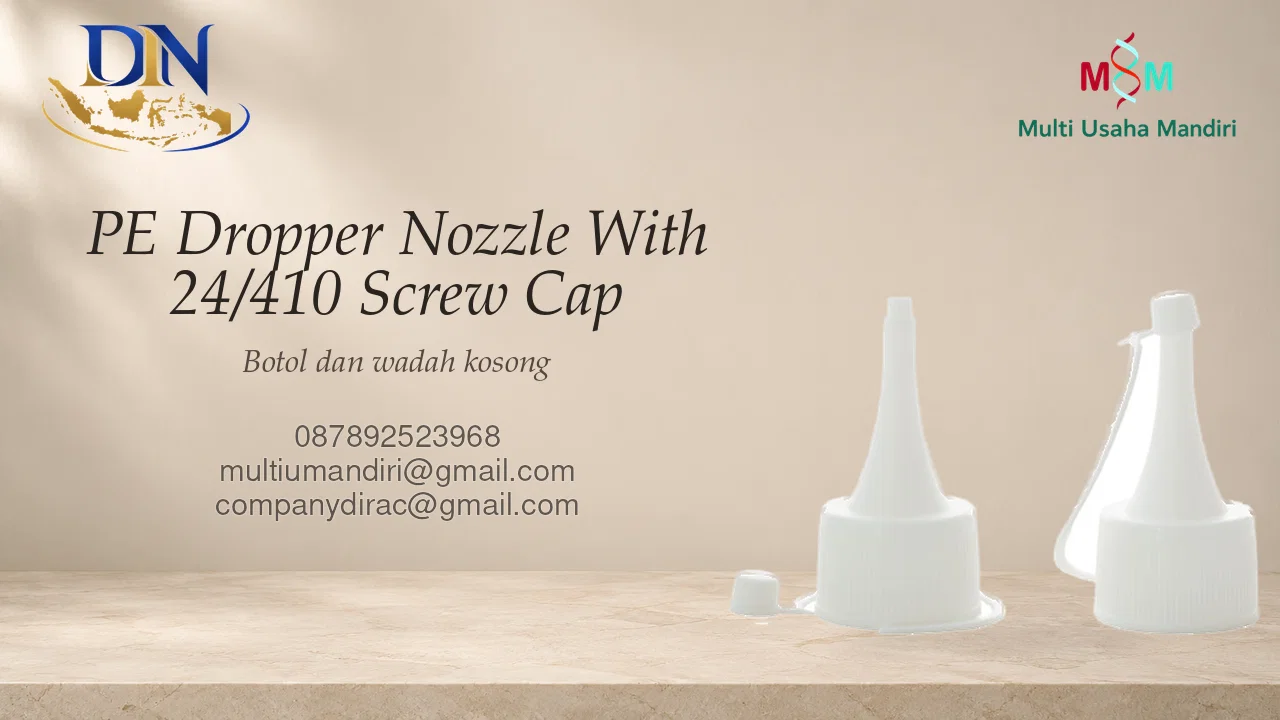 DIN
M M
Multi Usaha Mandiri
PE Dropper Nozzle With
24/410 Screw Cap
Botol dan wadah kosong
087892523968
multiumandiri@gmail.com
companydirac@gmail.com